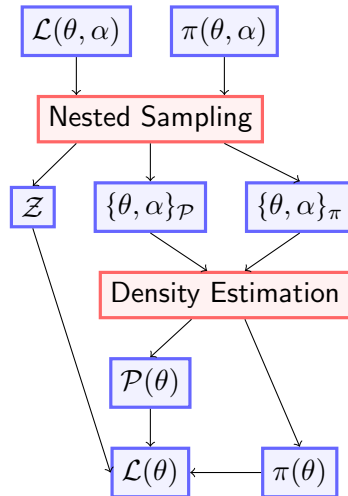 ℒ(θ, α) π(θ, α)
Nested Sampling
𝒵 {θ, α}_𝒫 {θ, α}_π
Density Estimation
𝒫(θ)
ℒ(θ) π(θ)